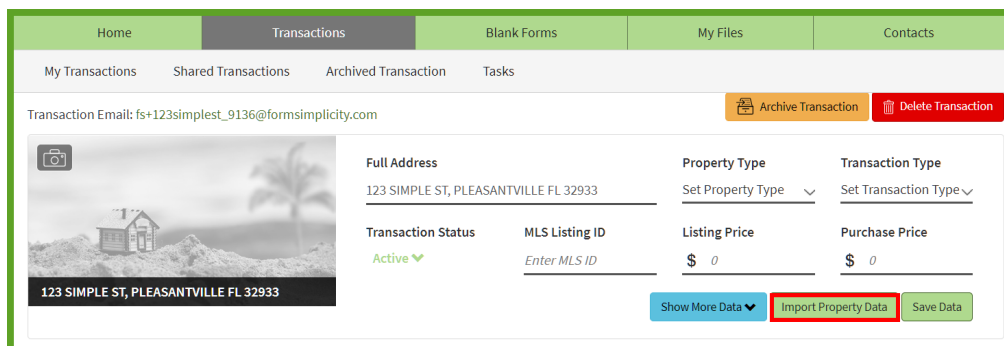 Home Transactions Blank Forms My Files Contacts
My Transactions Shared Transactions Archived Transaction Tasks
Transaction Email: fs+123simplest_9136@formsimplicity.com
Archive Transaction Delete Transaction
Full Address Property Type Transaction Type
123 SIMPLE ST, PLEASANTVILLE FL 32933 Set Property Type Set Transaction Type
Transaction Status MLS Listing ID Listing Price Purchase Price
Active Enter MLS ID $ 0 $ 0
123 SIMPLE ST, PLEASANTVILLE FL 32933
Show More Data Import Property Data Save Data